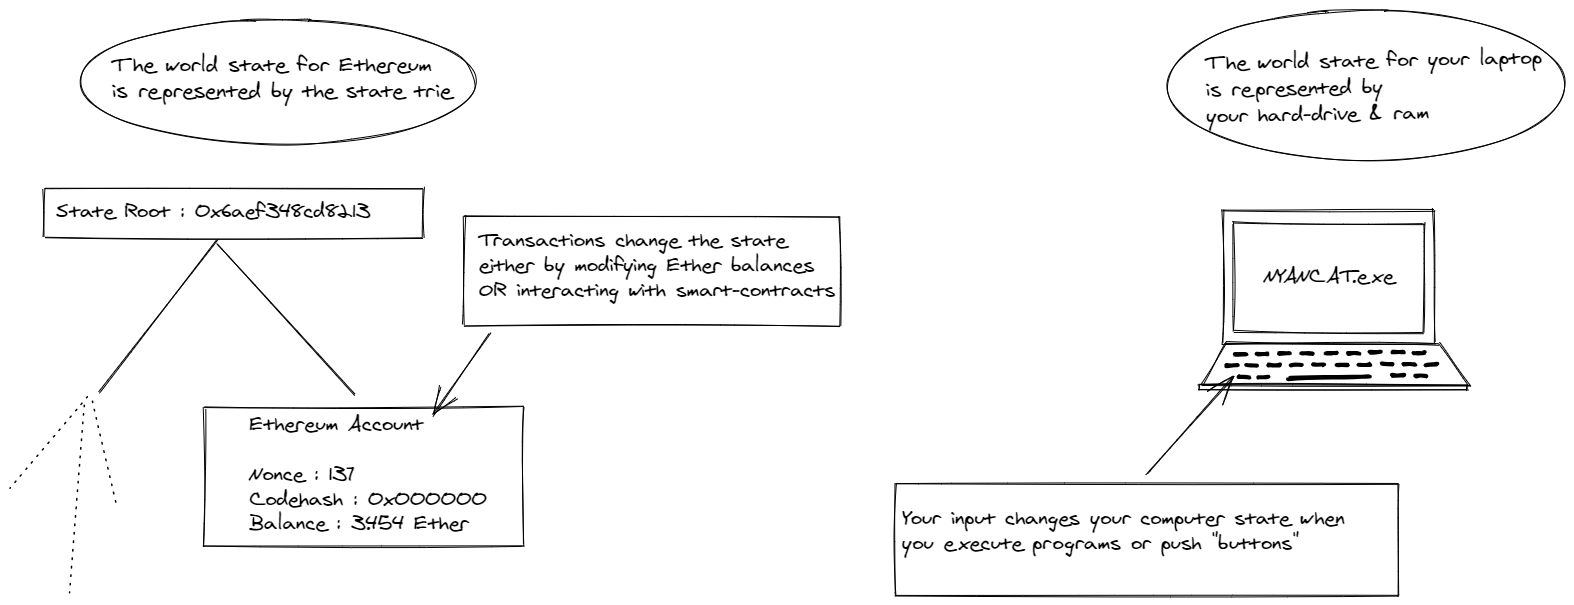 The world state for Ethereum
is represented by the state trie
State Root : 0x6aef348cd8213
Transactions change the state
either by modifying Ether balances
OR interacting with smart-contracts
Ethereum Account
Nonce : 137
Codehash : 0x000000
Balance : 3.454 Ether
The world state for your laptop
is represented by
your hard-drive & ram
NYANCAT.exe
Your input changes your computer state when
you execute programs or push "buttons"